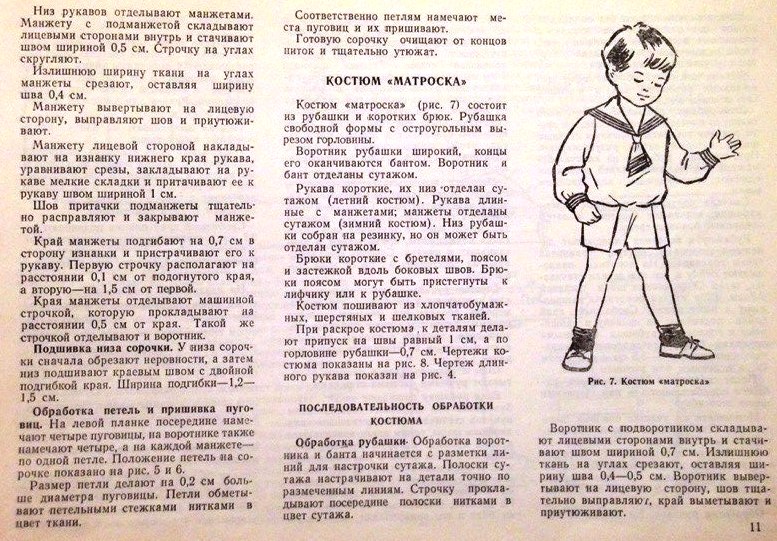 Низ рукавов отделывают манжетами.
Манжету с подманжетой складывают
лицевыми сторонами внутрь и стачивают
швом шириной 0,5 см. Строчку на углах
скругляют.
Излишнюю ширину ткани на углах
манжеты срезают, оставляя ширину
шва 0,4 см.
Манжету вывертывают на лицевую
сторону, выправляют шов и приутюжи-
вают.
Манжету лицевой стороной накладыва-
ют на изнанку нижнего края рукава,
уравнивают срезы, закладывают на ру-
каве мелкие складки и притачивают ее к
рукаву швом шириной 1 см.
Шов притачки подманжеты тщатель-
но расправляют и закрывают манже-
той.
Край манжеты подгибают на 0,7 см в
сторону изнанки и пристрачивают его к
рукаву. Первую строчку располагают на
расстоянии 0,1 см от подогнутого края,
а вторую—на 1,5 см от первой.
Края манжеты отделывают машинной
строчкой, которую прокладывают на
расстоянии 0,5 см от края. Такой же
строчкой отделывают и воротник.
Подшивка низа сорочки. У низа сороч-
ки сначала обрезают неровности, а затем
низ подшивают краевым швом с двойной
подгибкой края. Ширина подгибки—1,2—
1,5 см.
Обработка петель и пришивка пуго-
виц. На левой планке посередине наме-
чают четыре пуговицы, на воротнике также
намечают четыре, а на каждой манжете—
по одной петле. Положение петель на со-
рочке показано на рис. 5 и 6.
Размер петли делают на 0,2 см боль-
ше диаметра пуговицы. Петли обметы-
вают петельными стежками нитками в
цвет ткани.
Соответственно петлям намечают ме-
ста пуговиц и их пришивают.
Готовую сорочку очищают от концов
ниток и тщательно утюжат.
КОСТЮМ «МАТРОСКА»
Костюм «матроска» (рис. 7) состоит
из рубашки и коротких брюк. Рубашка
свободной формы с остроугольным вы-
резом горловины.
Воротник рубашки широкий, концы
его оканчиваются бантом. Воротник и
бант отделаны сутажом.
Рукава короткие, их низ отделан су-
тажом (летний костюм). Рукава длин-
ные с манжетами; манжеты отделаны
сутажом (зимний костюм). Низ рубаш-
ки собран на резинку, но он может быть
отделан сутажом.
Брюки короткие с бретелями, поясом
и застежкой вдоль боковых швов. Брю-
ки поясом могут быть пристегнуты к
лифчику или к рубашке.
Костюм пошивают из хлопчатобумаж-
ных, шерстяных и шелковых тканей.
При раскрое костюма к деталям дела-
ют припуск на швы равный 1 см, а по
горловине рубашки—0,7 см. Чертежи ко-
стюма показаны на рис. 8. Чертеж длин-
ного рукава показан на рис. 4.
ПОСЛЕДОВАТЕЛЬНОСТЬ ОБРАБОТКИ
КОСТЮМА
Обработка рубашки. Обработка ворот-
ника и банта начинается с разметки ли-
ний для настрочки сутажа. Полоски су-
тажа настрачивают на детали точно по
размеченным линиям. Строчку прокла-
дывают посередине полоски нитками в
цвет сутажа.
Рис. 7. Костюм «матроска»
Воротник с подворотником складыва-
ют лицевыми сторонами внутрь и стачи-
вают швом шириной 0,7 см. Излишнюю
ткань на углах срезают, оставляя ши-
рину шва 0,4—0,5 см. Воротник вывер-
тывают на лицевую сторону, шов тща-
тельно выправляют, край выметывают и
приутюживают.
11